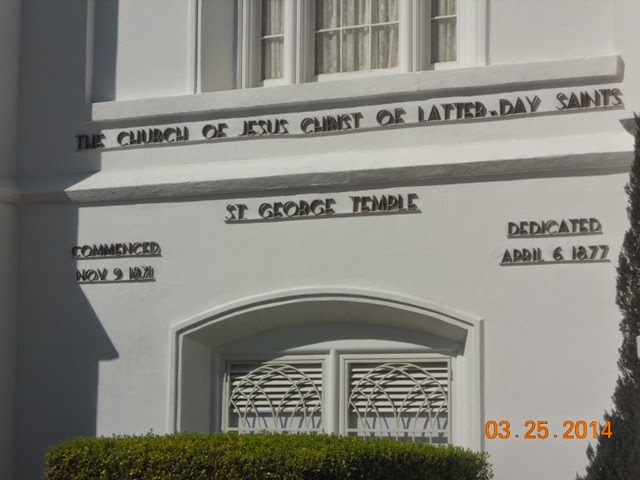 THE CHURCH OF JESUS CHRIST OF LATTER-DAY SAINTS
ST. GEORGE TEMPLE
COMMENCED
NOV 9 1871
DEDICATED
APRIL 6 1877
03.25.2014